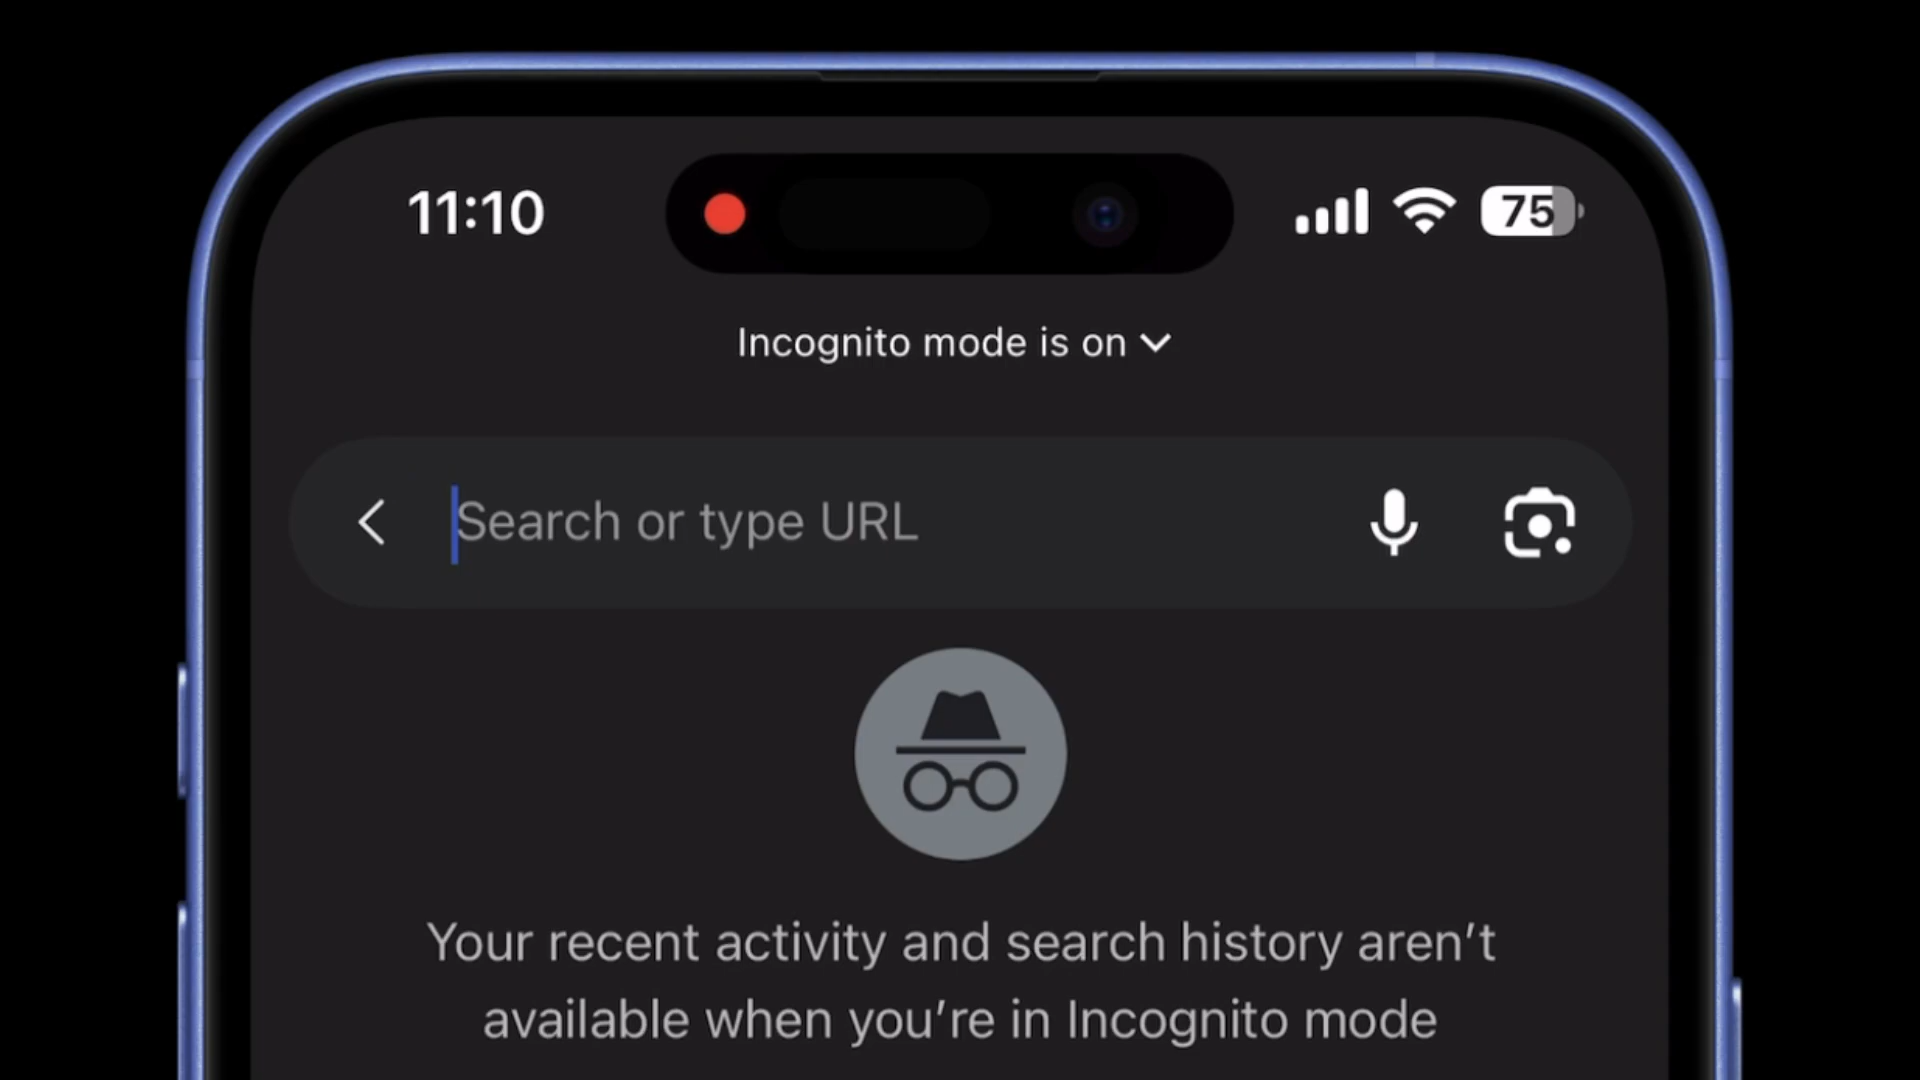 11:10
75
Incognito mode is on
Search or type URL
Your recent activity and search history aren’t
available when you’re in Incognito mode